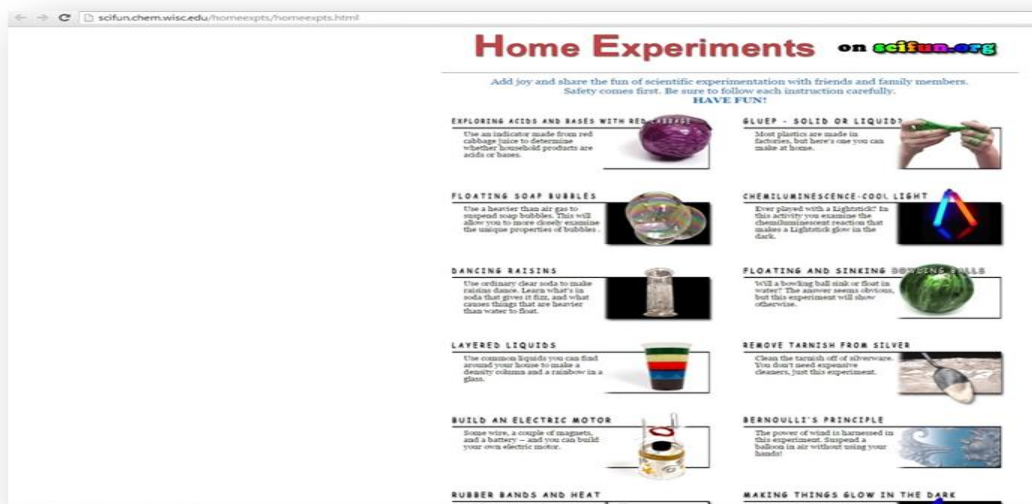 scifun.chem.wisc.edu/homeexpts/homeexpts.html
Home Experiments on scifun.org
Add joy and share the fun of scientific experimentation with friends and family members.
Safety comes first. Be sure to follow each instruction carefully.
HAVE FUN!
EXPLORING ACIDS AND BASES WITH RED CABBAGE
Use an indicator made from red
cabbage juice to determine
whether household products are
acids or bases.
GLUEP - SOLID OR LIQUID?
Most plastics are made in
factories, but here's one you can
make at home.
FLOATING SOAP BUBBLES
Use a heavier than air gas to
suspend soap bubbles. This will
allow you to more closely examine
the unique properties of bubbles .
CHEMILUMINESCENCE-COOL LIGHT
Ever played with a Lightstick? In
this activity you examine the
chemiluminescent reaction that
makes a Lightstick glow in the
dark.
DANCING RAISINS
Use ordinary clear soda to make
raisins dance. Learn what's in
soda that gives it fizz, and what
causes things that are heavier
than water to float.
FLOATING AND SINKING BOWLING BALLS
Will a bowling ball sink or float in
water? The answer seems obvious,
but this experiment will show
otherwise.
LAYERED LIQUIDS
Use common liquids you can find
around your house to make a
density column and a rainbow in a
glass.
REMOVE TARNISH FROM SILVER
Clean the tarnish off of silverware.
You don't need expensive
cleaners, just this experiment.
BUILD AN ELECTRIC MOTOR
Some wire, a couple of magnets,
and a battery – and you can build
your own electric motor.
BERNOULLI'S PRINCIPLE
The power of wind is harnessed in
this experiment. Suspend a
balloon in air without using your
hands!
RUBBER BANDS AND HEAT
MAKING THINGS GLOW IN THE DARK